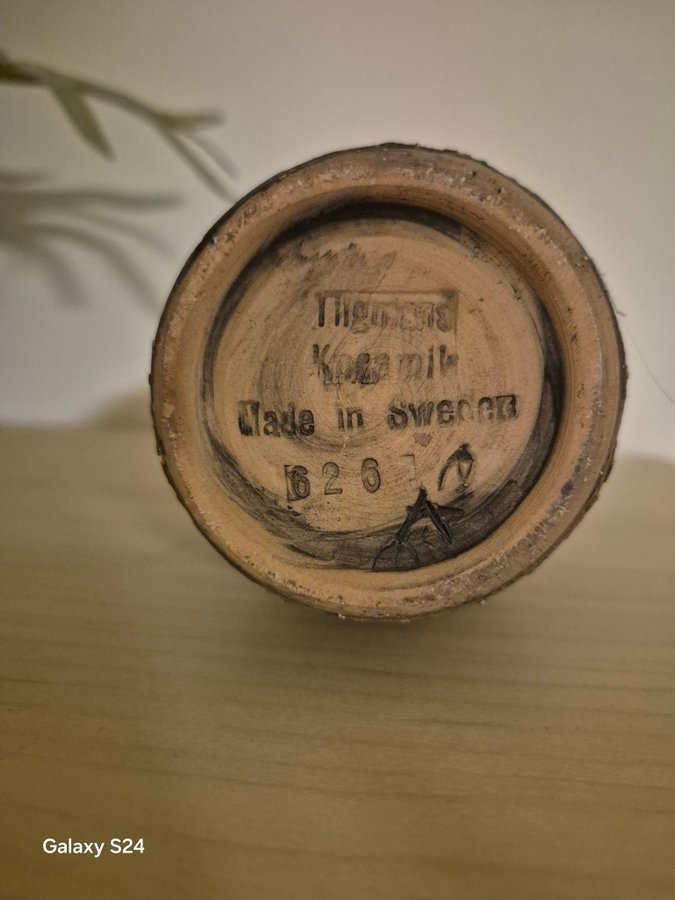 Tilgmans
Keramik
Made in Sweden
626
A
Galaxy S24